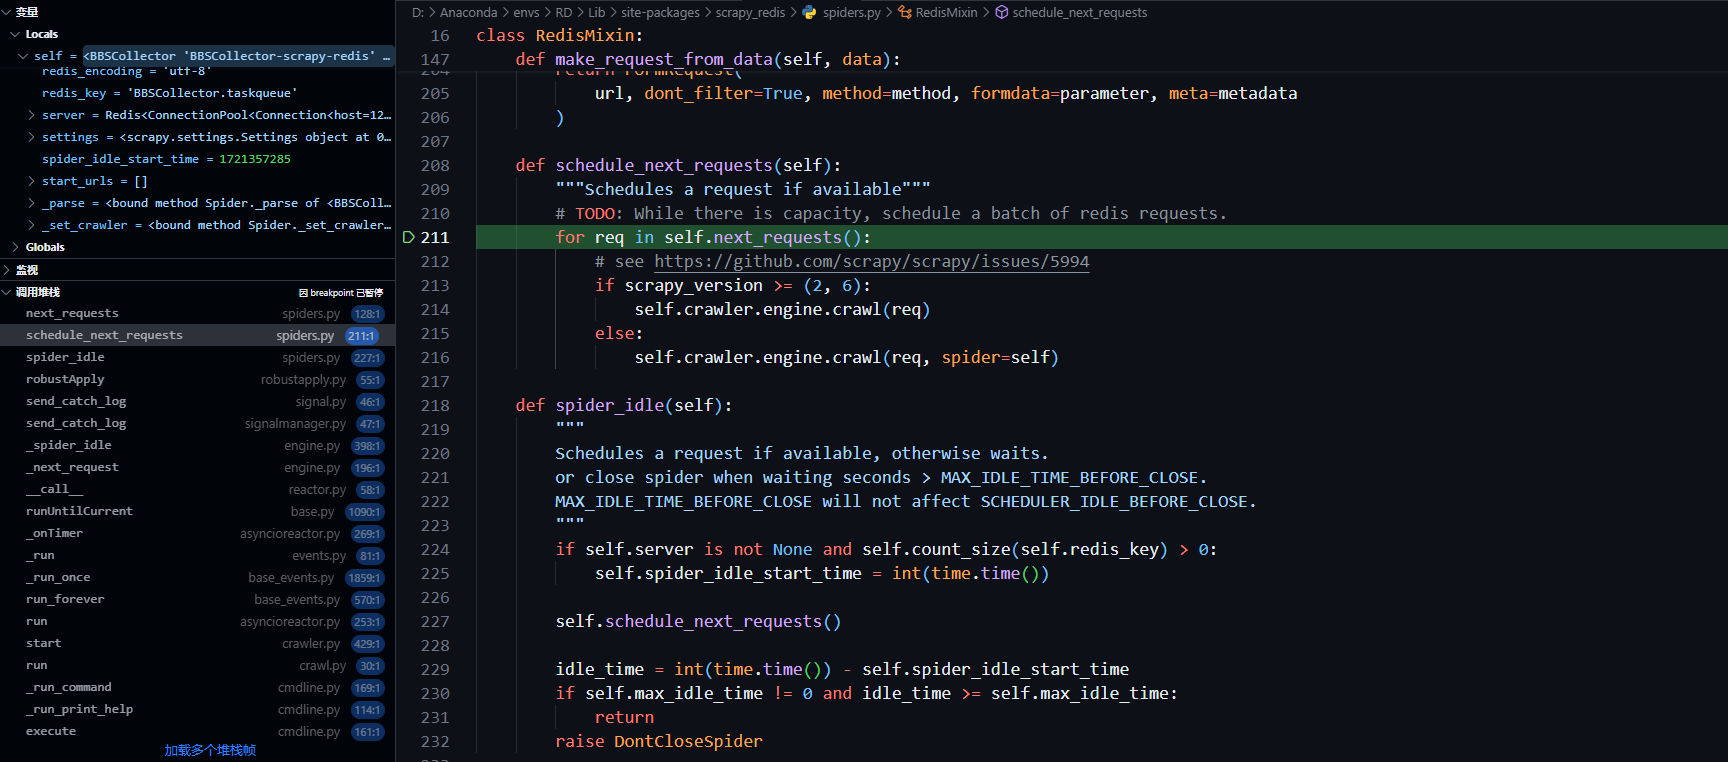 变量
Locals
self = <BBSCollector 'BBSCollector-scrapy-redis' …
redis_encoding = 'utf-8'
redis_key = 'BBSCollector.taskqueue'
server = Redis<ConnectionPool<Connection<host=12…
settings = <scrapy.settings.Settings object at 0…
spider_idle_start_time = 1721357285
start_urls = []
_parse = <bound method Spider._parse of <BBSColl…
_set_crawler = <bound method Spider._set_crawler…
Globals
监视
调用堆栈 因 breakpoint 已暂停
next_requests spiders.py 128:1
schedule_next_requests spiders.py 211:1
spider_idle spiders.py 227:1
robustApply robustapply.py 55:1
send_catch_log signal.py 46:1
send_catch_log signalmanager.py 47:1
_spider_idle engine.py 398:1
_next_request engine.py 196:1
__call__ reactor.py 58:1
runUntilCurrent base.py 1090:1
_onTimer asyncioreactor.py 269:1
_run events.py 81:1
_run_once base_events.py 1859:1
run_forever base_events.py 570:1
run asyncioreactor.py 253:1
start crawler.py 429:1
run crawl.py 30:1
_run_command cmdline.py 169:1
_run_print_help cmdline.py 114:1
execute cmdline.py 161:1
加载多个堆栈帧
D: > Anaconda > envs > RD > Lib > site-packages > scrapy_redis > spiders.py > RedisMixin > schedule_next_requests
16 class RedisMixin:
147 def make_request_from_data(self, data):
204 return FormRequest(
205 url, dont_filter=True, method=method, formdata=parameter, meta=metadata
206 )
207
208 def schedule_next_requests(self):
209 """Schedules a request if available"""
210 # TODO: While there is capacity, schedule a batch of redis requests.
211 for req in self.next_requests():
212 # see https://github.com/scrapy/scrapy/issues/5994
213 if scrapy_version >= (2, 6):
214 self.crawler.engine.crawl(req)
215 else:
216 self.crawler.engine.crawl(req, spider=self)
217
218 def spider_idle(self):
219 """
220 Schedules a request if available, otherwise waits.
221 or close spider when waiting seconds > MAX_IDLE_TIME_BEFORE_CLOSE.
222 MAX_IDLE_TIME_BEFORE_CLOSE will not affect SCHEDULER_IDLE_BEFORE_CLOSE.
223 """
224 if self.server is not None and self.count_size(self.redis_key) > 0:
225 self.spider_idle_start_time = int(time.time())
226
227 self.schedule_next_requests()
228
229 idle_time = int(time.time()) - self.spider_idle_start_time
230 if self.max_idle_time != 0 and idle_time >= self.max_idle_time:
231 return
232 raise DontCloseSpider